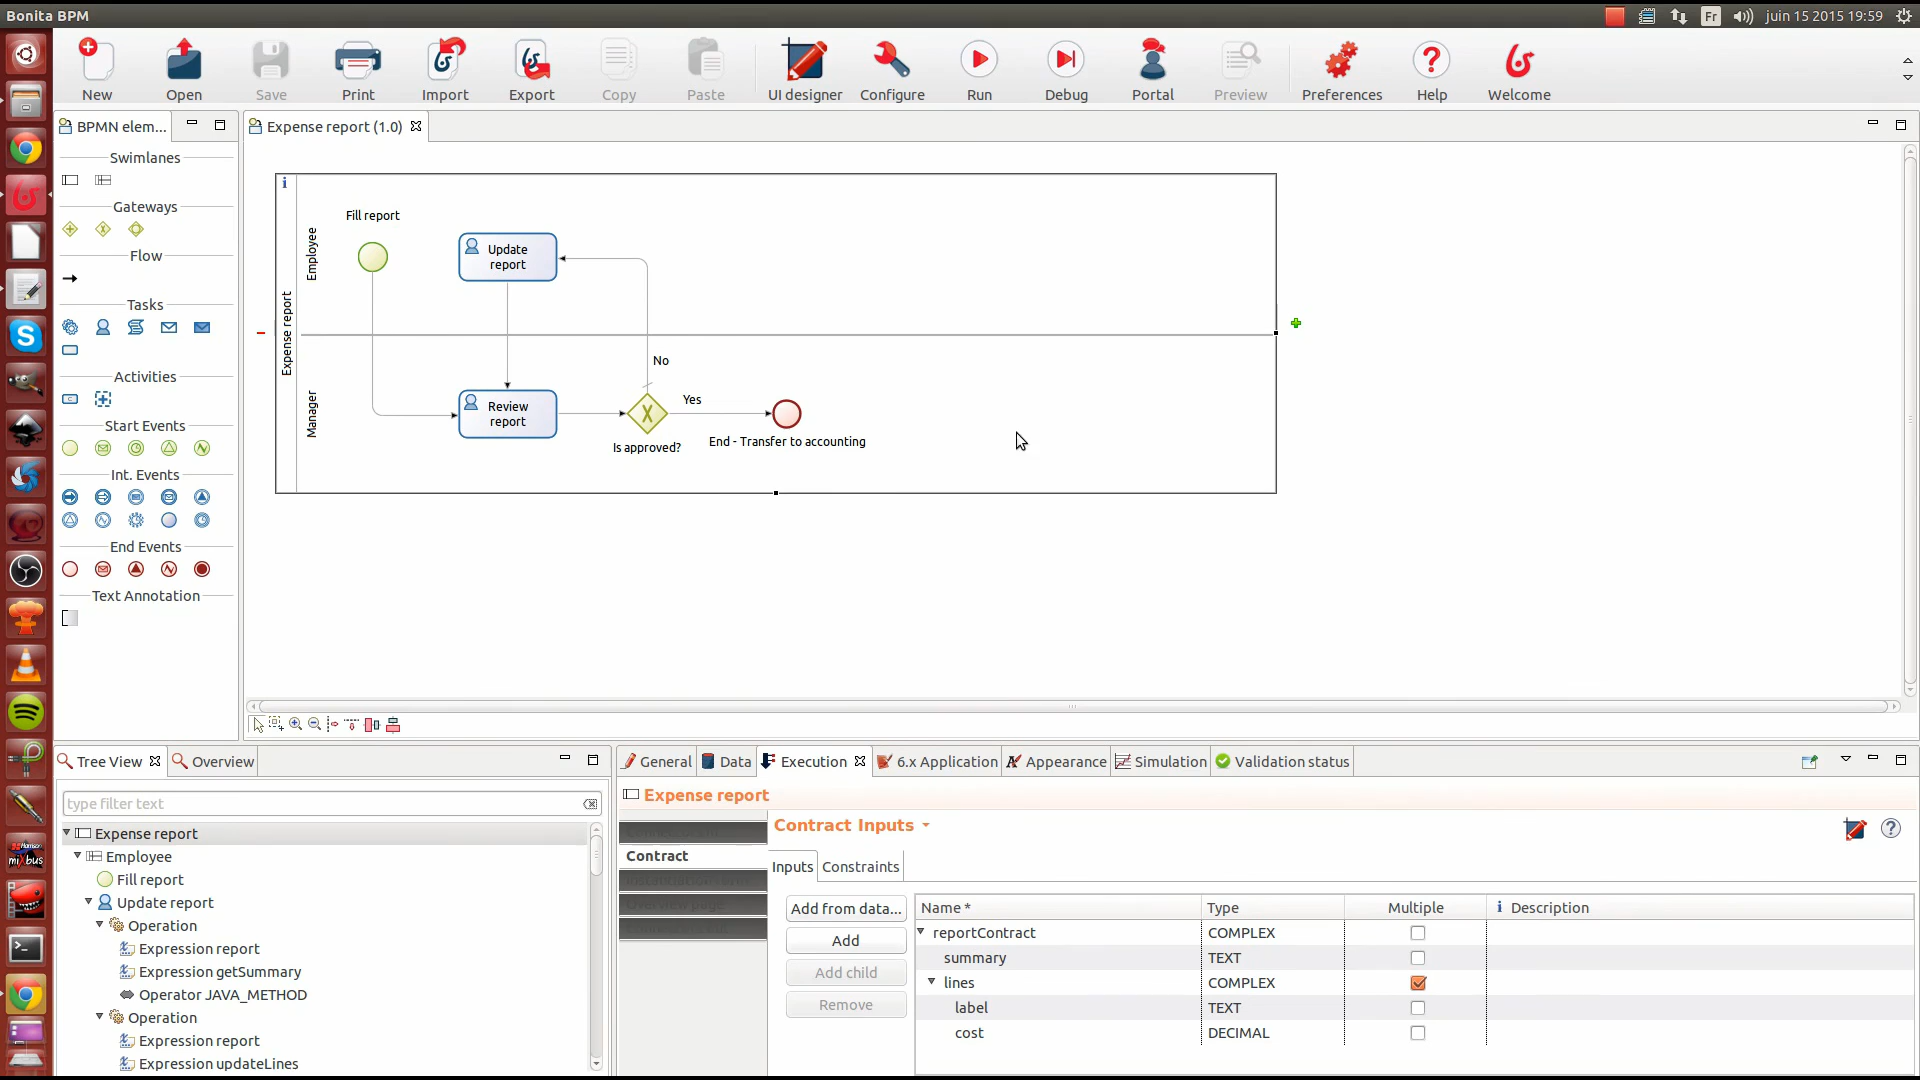 Bonita BPM
Fr
juin 15 2015 19:59
New
Open
Save
Print
Import
Export
Copy
Paste
UI designer
Configure
Run
Debug
Portal
Preview
Preferences
Help
Welcome
BPMN elem...
Expense report (1.0)
Swimlanes
Gateways
Flow
Tasks
Activities
Start Events
Int. Events
End Events
Text Annotation
Expense report
Employee
Fill report
Update
report
Manager
Review
report
No
Yes
Is approved?
End - Transfer to accounting
Tree View
Overview
type filter text
Expense report
Employee
Fill report
Update report
Operation
Expression report
Expression getSummary
Operator JAVA_METHOD
Operation
Expression report
Expression updateLines
General
Data
Execution
6.x Application
Appearance
Simulation
Validation status
Expense report
Contract
Contract Inputs
Inputs
Constraints
Add from data...
Add
Add child
Remove
Name * Type Multiple Description
reportContract COMPLEX
summary TEXT
lines COMPLEX
label TEXT
cost DECIMAL